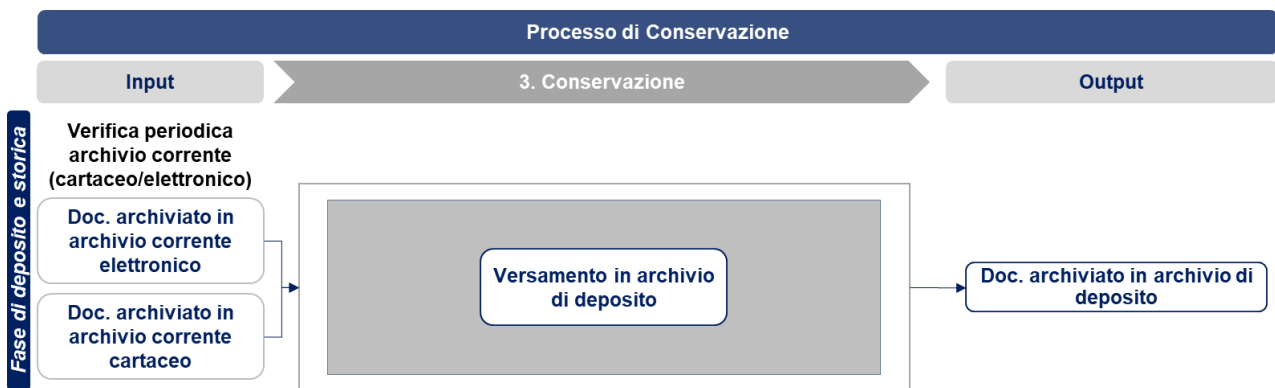 Processo di Conservazione
Input
3. Conservazione
Output
Fase di deposito e storica
Verifica periodica
archivio corrente
(cartaceo/elettronico)
Doc. archiviato in
archivio corrente
elettronico
Doc. archiviato in
archivio corrente
cartaceo
Versamento in archivio
di deposito
Doc. archiviato in archivio di
deposito